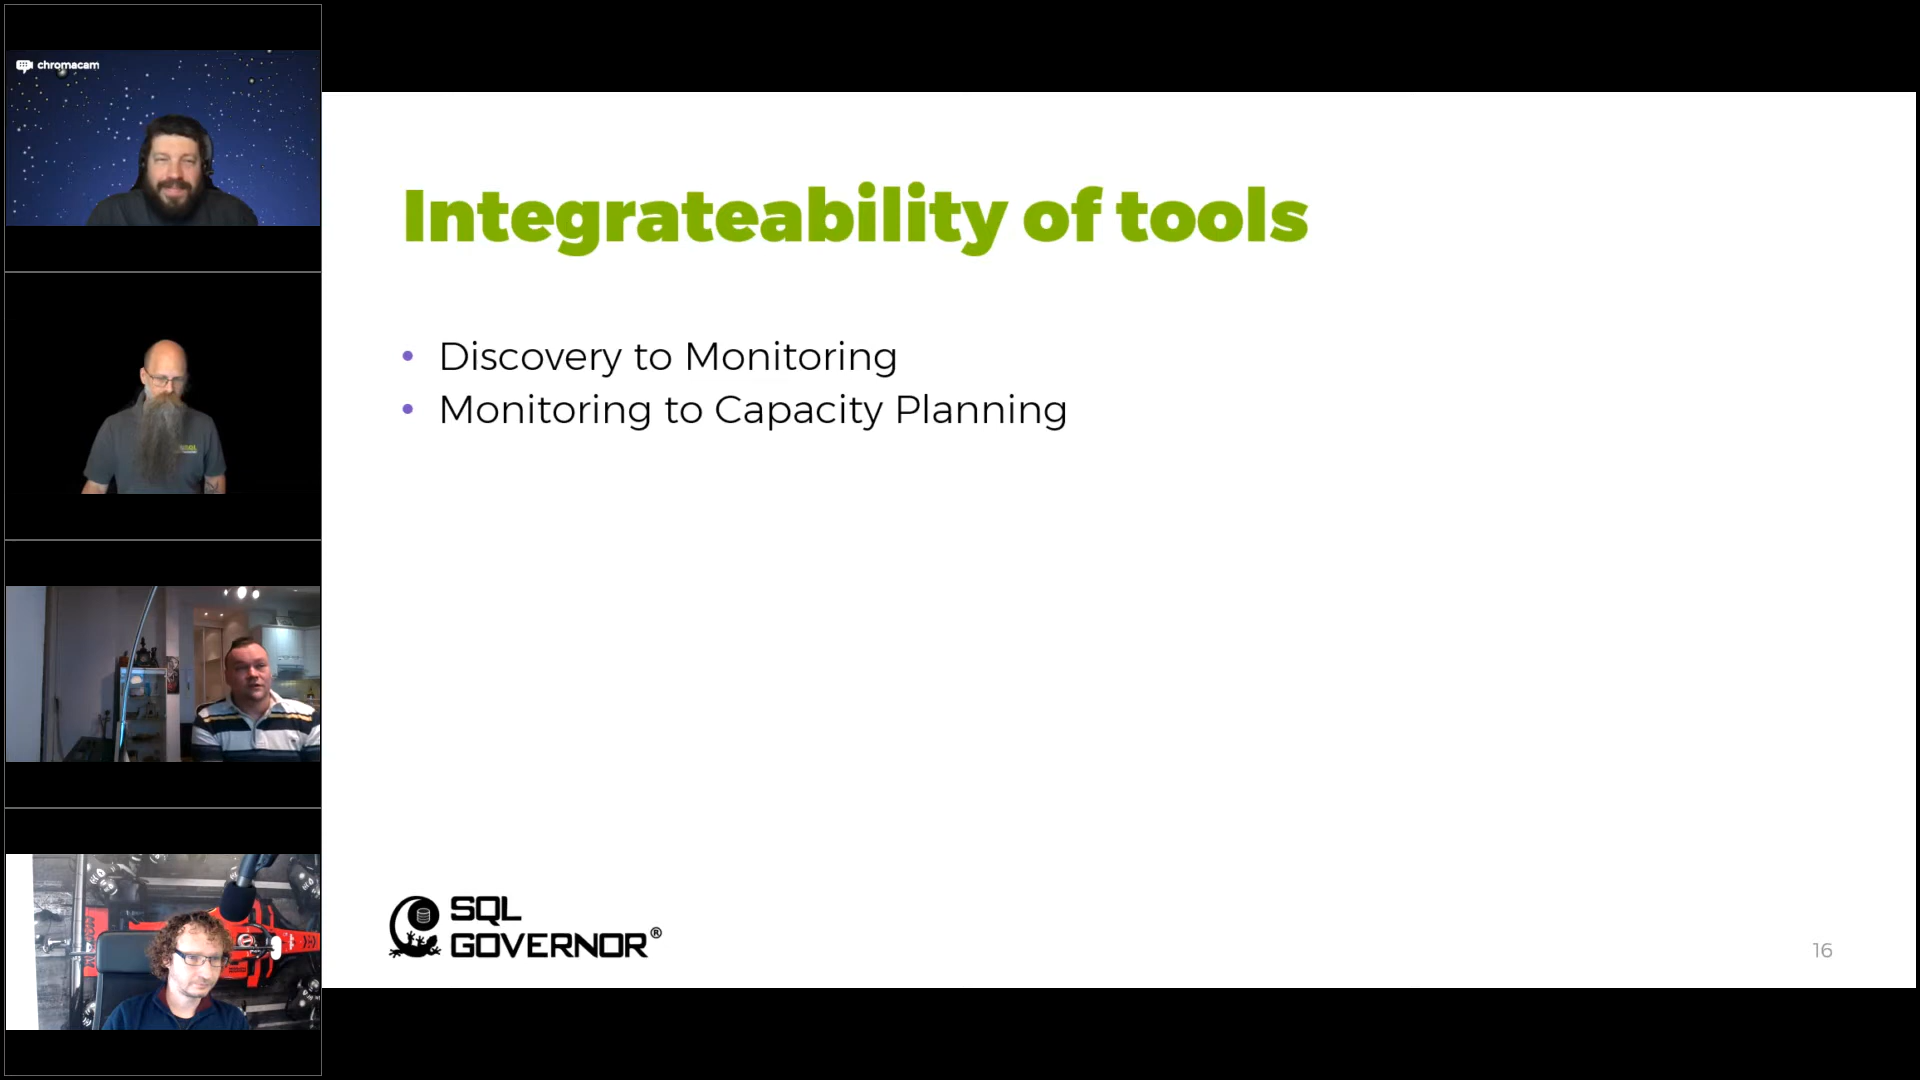 chromacam
Integrateability of tools
• Discovery to Monitoring
• Monitoring to Capacity Planning
SQL
GOVERNOR®
16